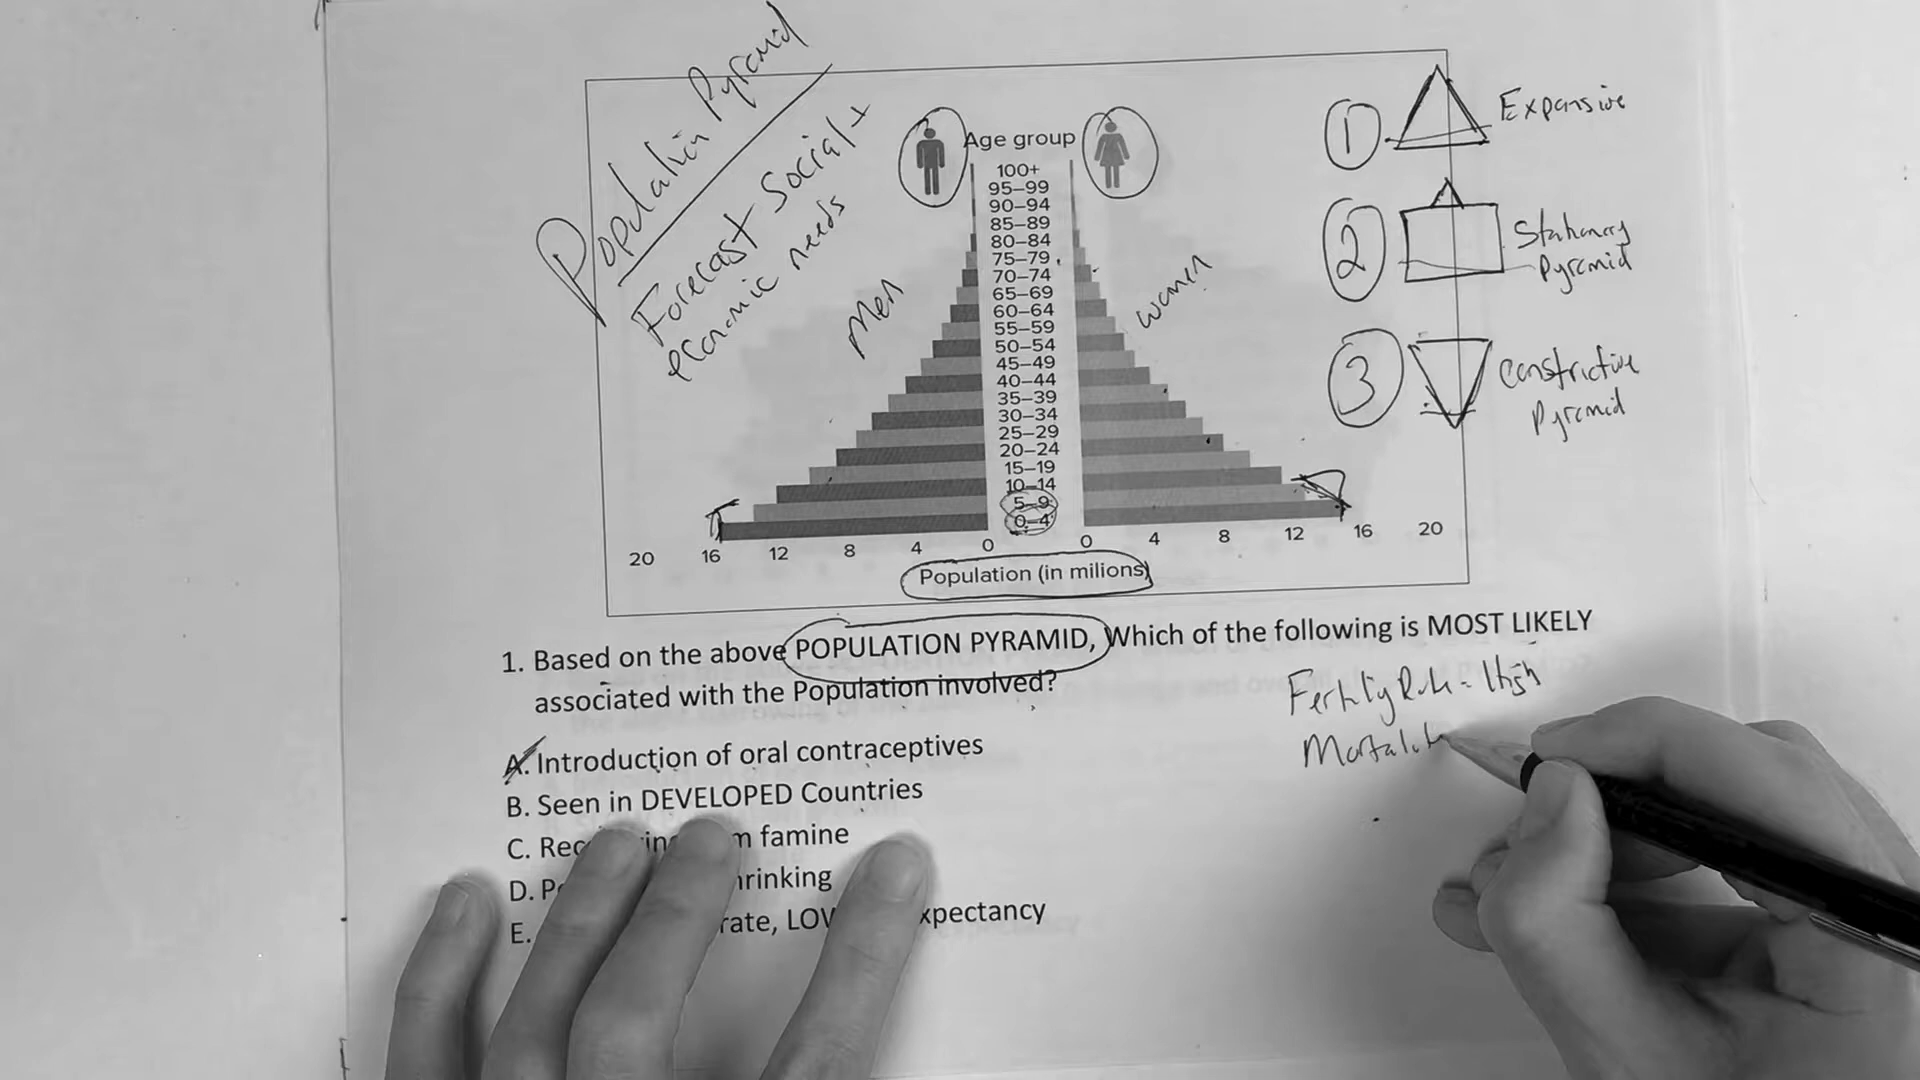 Population Pyramid
Forecast Social +
economic needs
Men
Women
Age group
100+
95–99
90–94
85–89
80–84
75–79
70–74
65–69
60–64
55–59
50–54
45–49
40–44
35–39
30–34
25–29
20–24
15–19
10–14
5–9
0–4
20 16 12 8 4 0 0 4 8 12 16 20
Population (in milions)
1 Expansive
2 Stationary
Pyramid
3 Constrictive
Pyramid
1. Based on the above POPULATION PYRAMID, Which of the following is MOST LIKELY
associated with the Population involved?
Fertility Rate = High
A. Introduction of oral contraceptives
B. Seen in DEVELOPED Countries
C. famine
D.
E. rate,